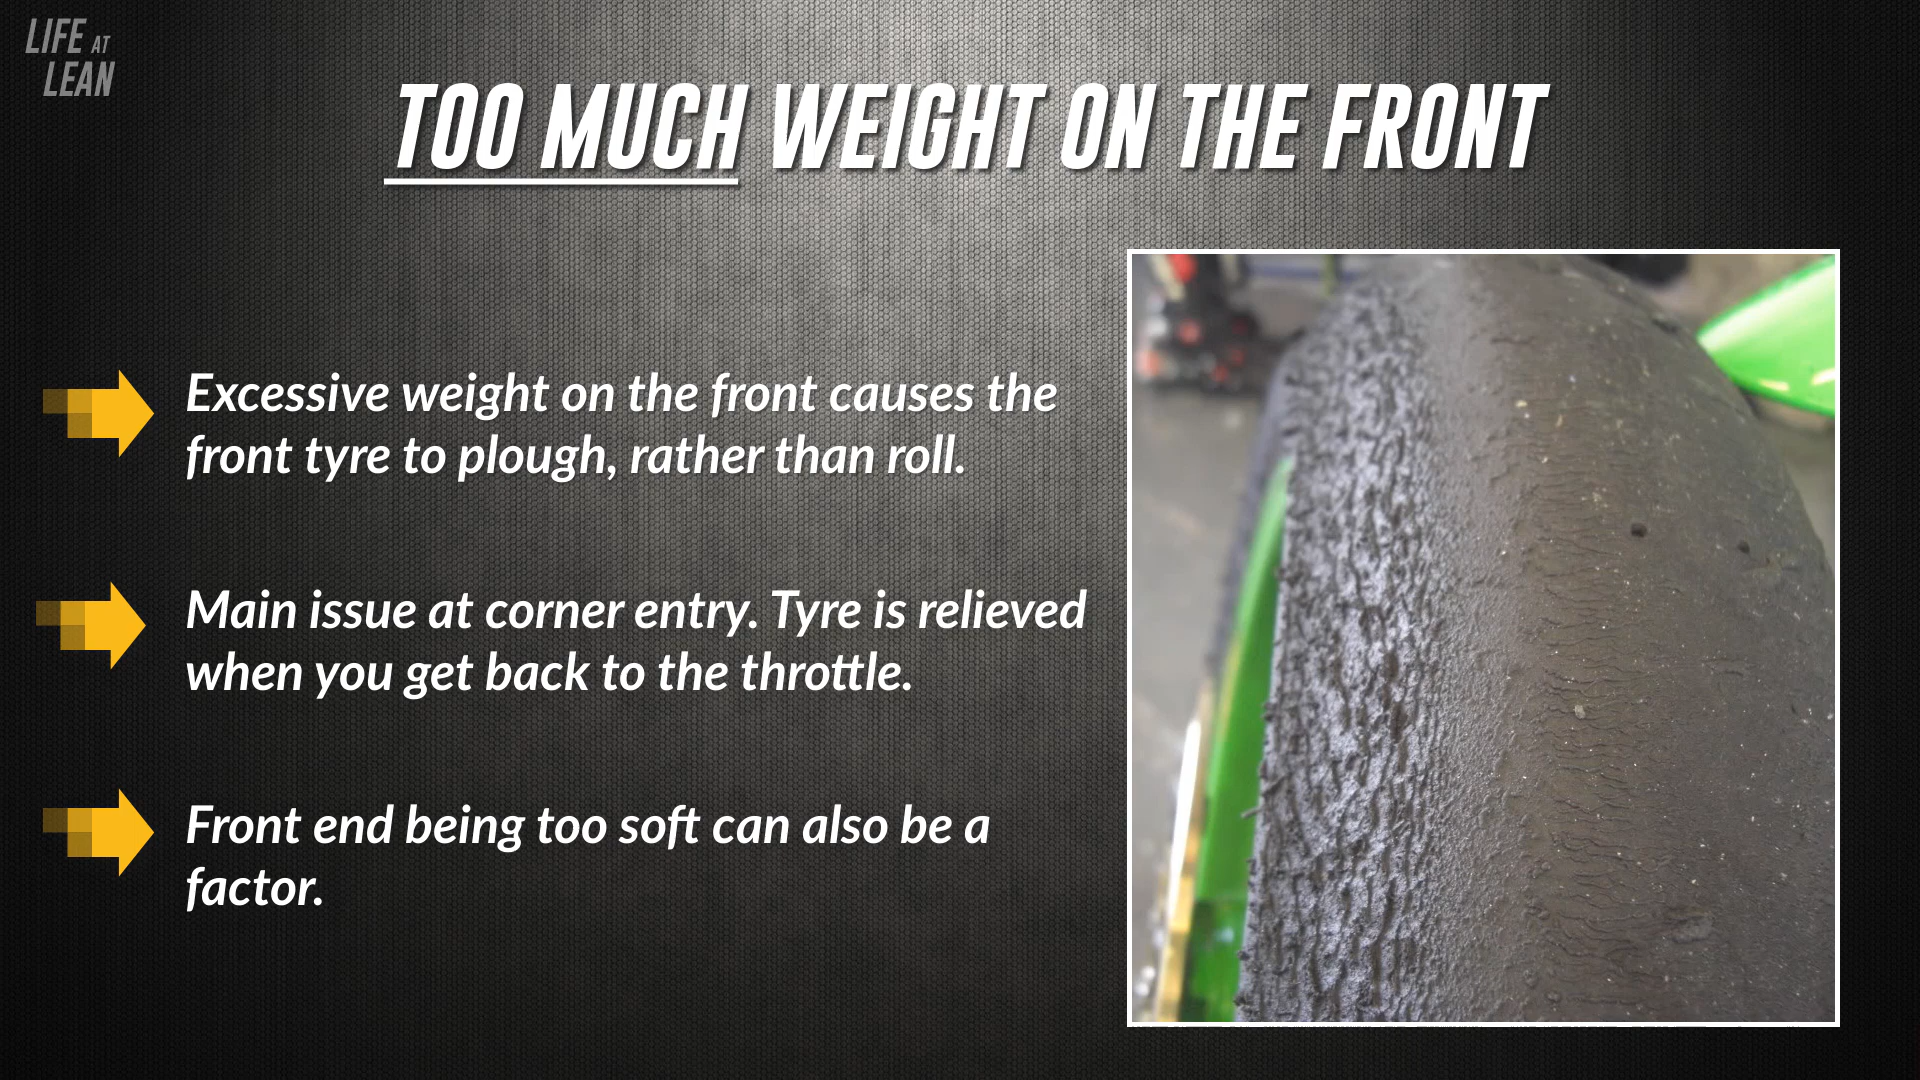 LIFE AT
LEAN
TOO MUCH WEIGHT ON THE FRONT
Excessive weight on the front causes the
front tyre to plough, rather than roll.
Main issue at corner entry. Tyre is relieved
when you get back to the throttle.
Front end being too soft can also be a
factor.